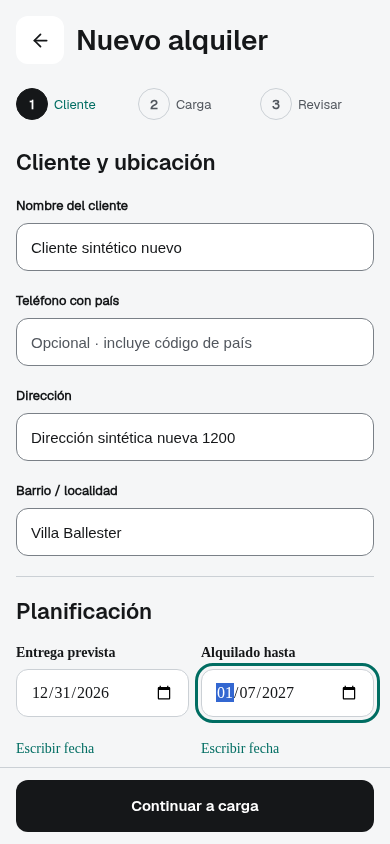 Nuevo alquiler
1 Cliente 2 Carga 3 Revisar
Cliente y ubicación
Nombre del cliente
Cliente sintético nuevo
Teléfono con país
Opcional · incluye código de país
Dirección
Dirección sintética nueva 1200
Barrio / localidad
Villa Ballester
Planificación
Entrega prevista Alquilado hasta
12/31/2026 01/07/2027
Escribir fecha Escribir fecha
Continuar a carga